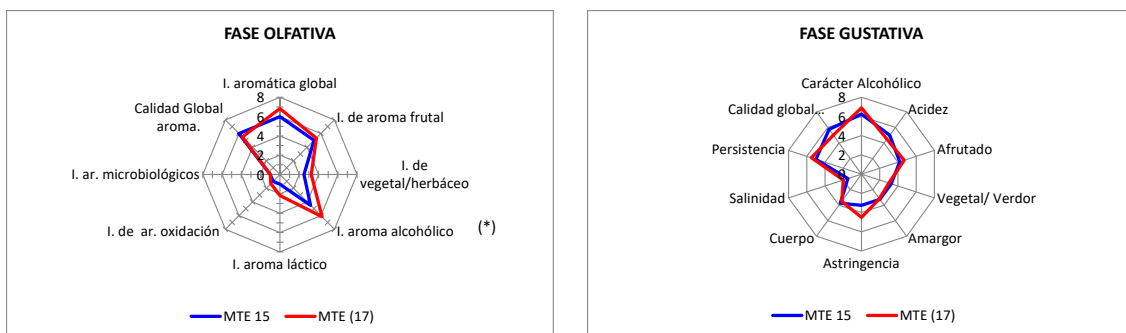 FASE OLFATIVA
I. aromática global
I. de aroma frutal
I. de
vegetal/herbáceo
I. aroma alcohólico
(*)
I. aroma láctico
I. de ar. oxidación
I. ar. microbiológicos
Calidad Global
aroma.
8
6
4
2
0
MTE 15
MTE (17)
FASE GUSTATIVA
Carácter Alcohólico
Acidez
Afrutado
Vegetal/ Verdor
Amargor
Astringencia
Cuerpo
Salinidad
Persistencia
Calidad global...
8
6
4
2
0
MTE 15
MTE (17)